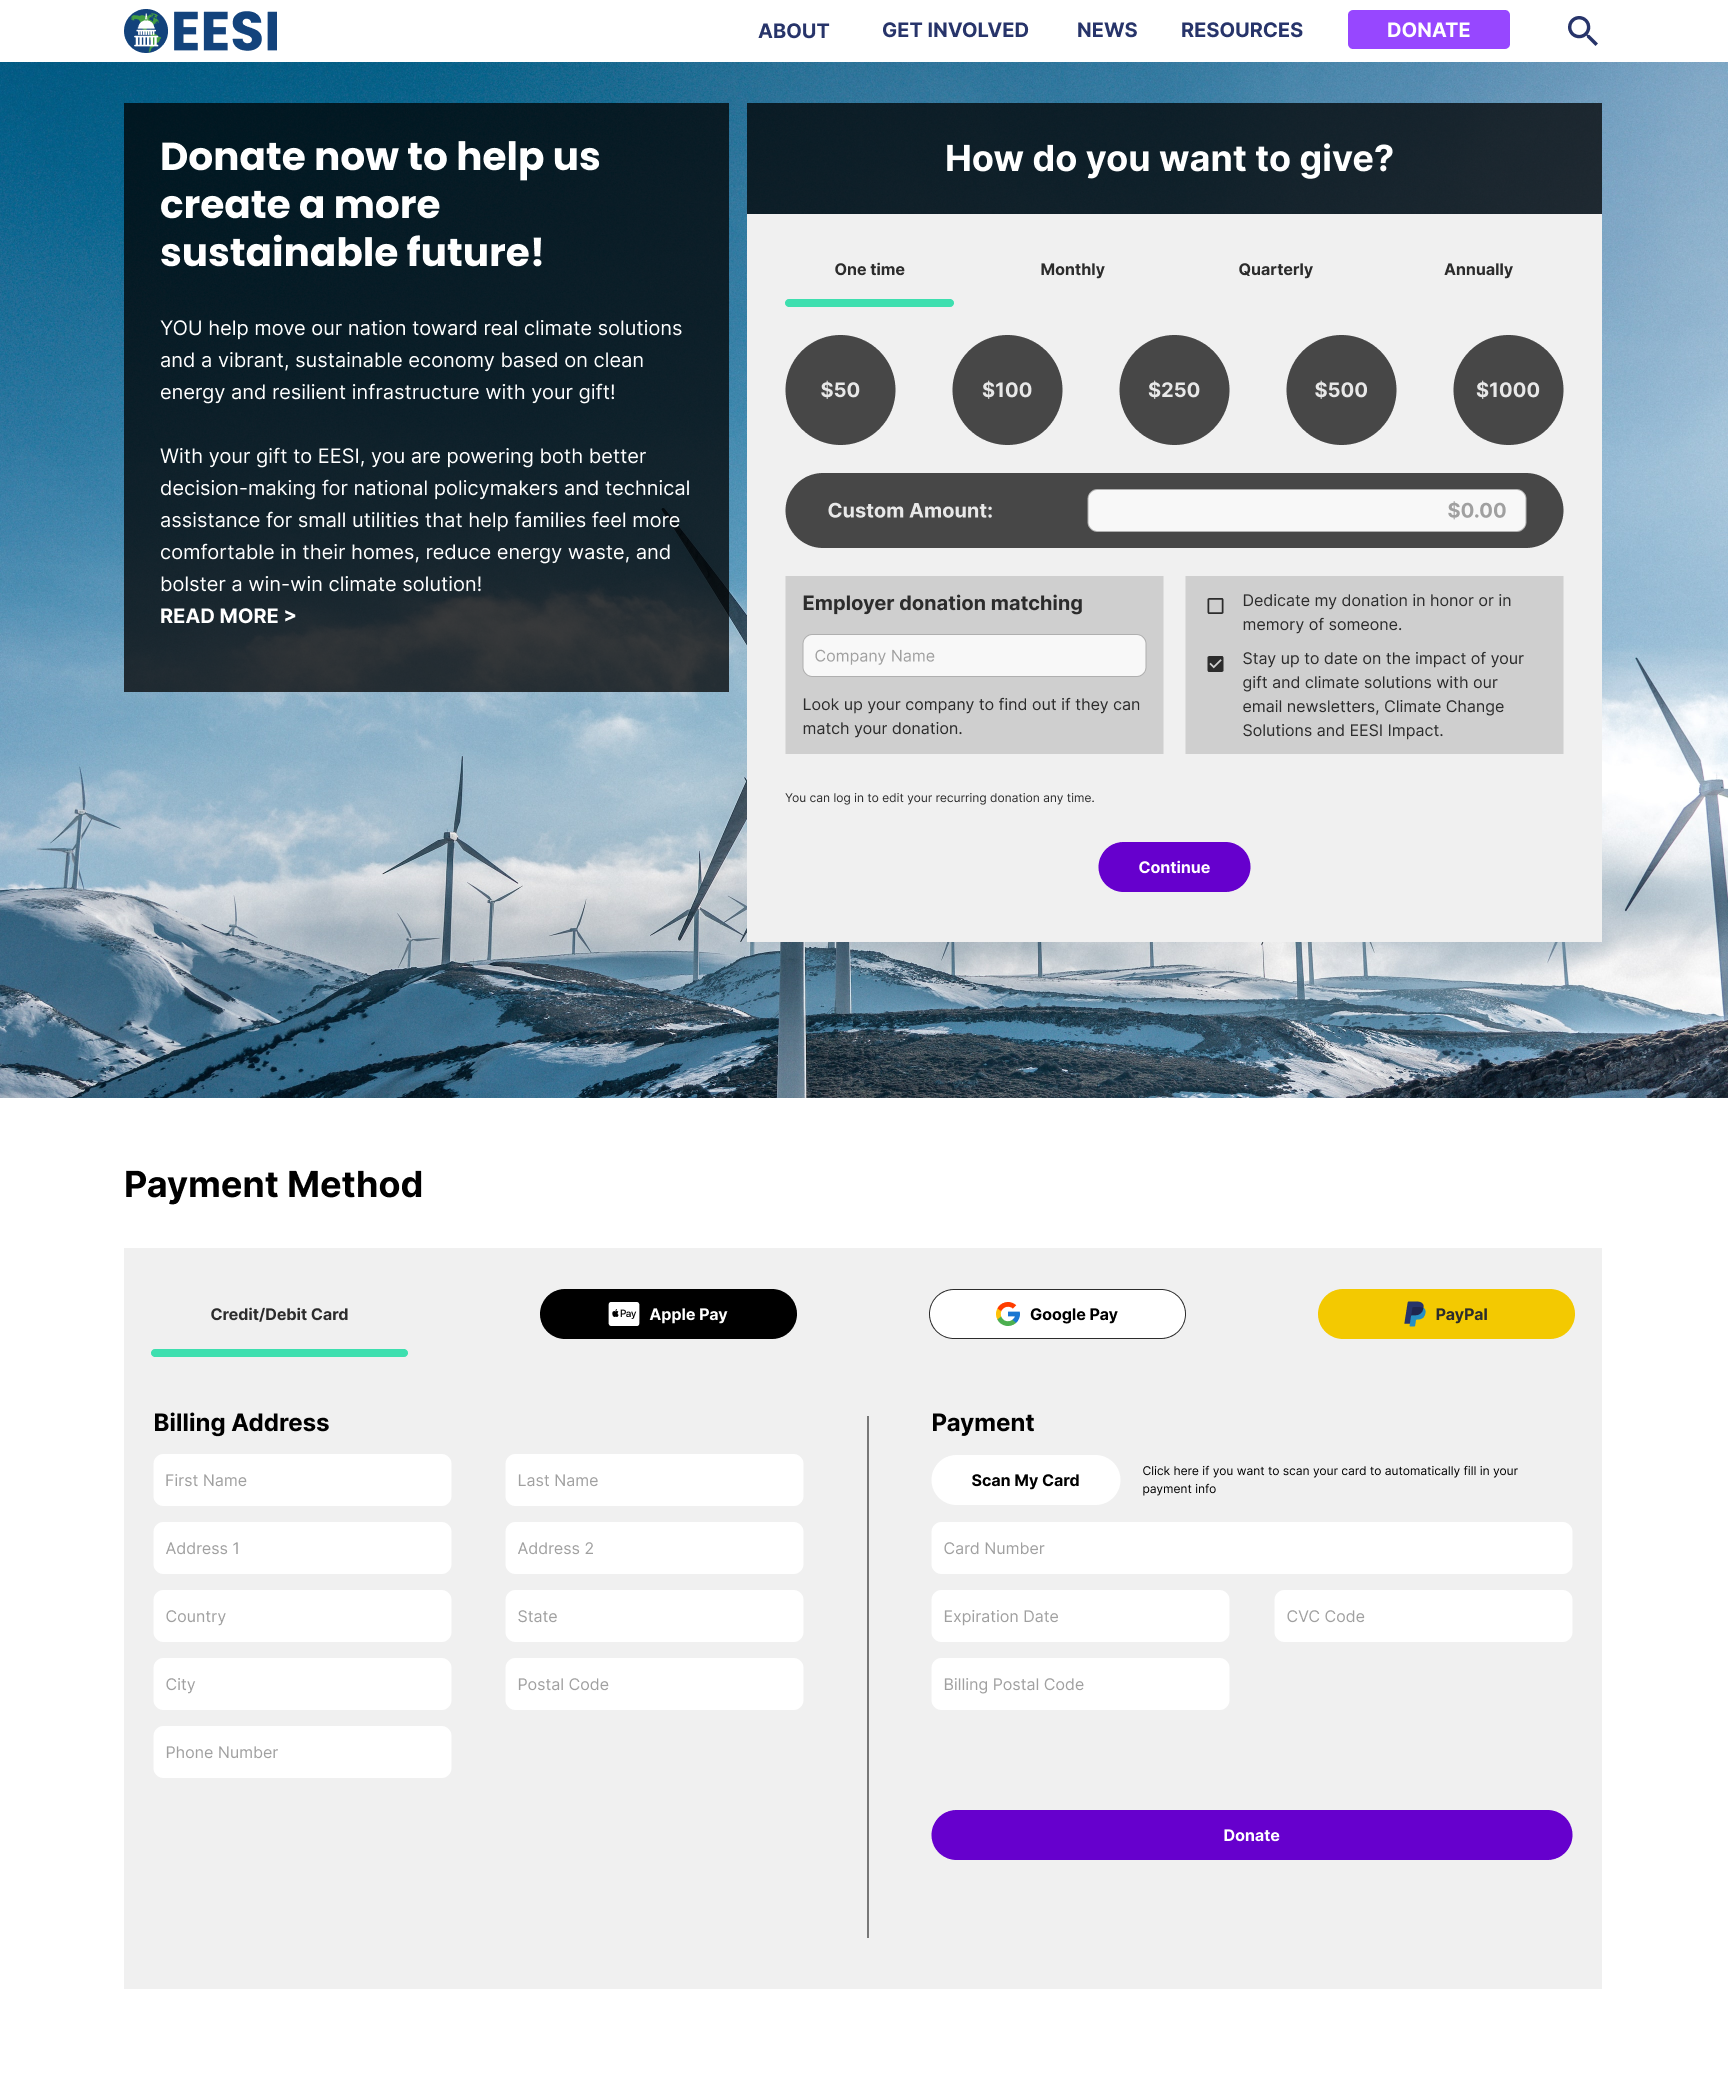 EESI
ABOUT
GET INVOLVED
NEWS
RESOURCES
DONATE
Donate now to help us
create a more
sustainable future!
YOU help move our nation toward real climate solutions
and a vibrant, sustainable economy based on clean
energy and resilient infrastructure with your gift!
With your gift to EESI, you are powering both better
decision-making for national policymakers and technical
assistance for small utilities that help families feel more
comfortable in their homes, reduce energy waste, and
bolster a win-win climate solution!
READ MORE >
How do you want to give?
One time
Monthly
Quarterly
Annually
$50
$100
$250
$500
$1000
Custom Amount:
$0.00
Employer donation matching
Company Name
Look up your company to find out if they can
match your donation.
Dedicate my donation in honor or in
memory of someone.
Stay up to date on the impact of your
gift and climate solutions with our
email newsletters, Climate Change
Solutions and EESI Impact.
You can log in to edit your recurring donation any time.
Continue
Payment Method
Credit/Debit Card
Pay
Apple Pay
Google Pay
PayPal
Billing Address
First Name
Last Name
Address 1
Address 2
Country
State
City
Postal Code
Phone Number
Payment
Scan My Card
Click here if you want to scan your card to automatically fill in your
payment info
Card Number
Expiration Date
CVC Code
Billing Postal Code
Donate